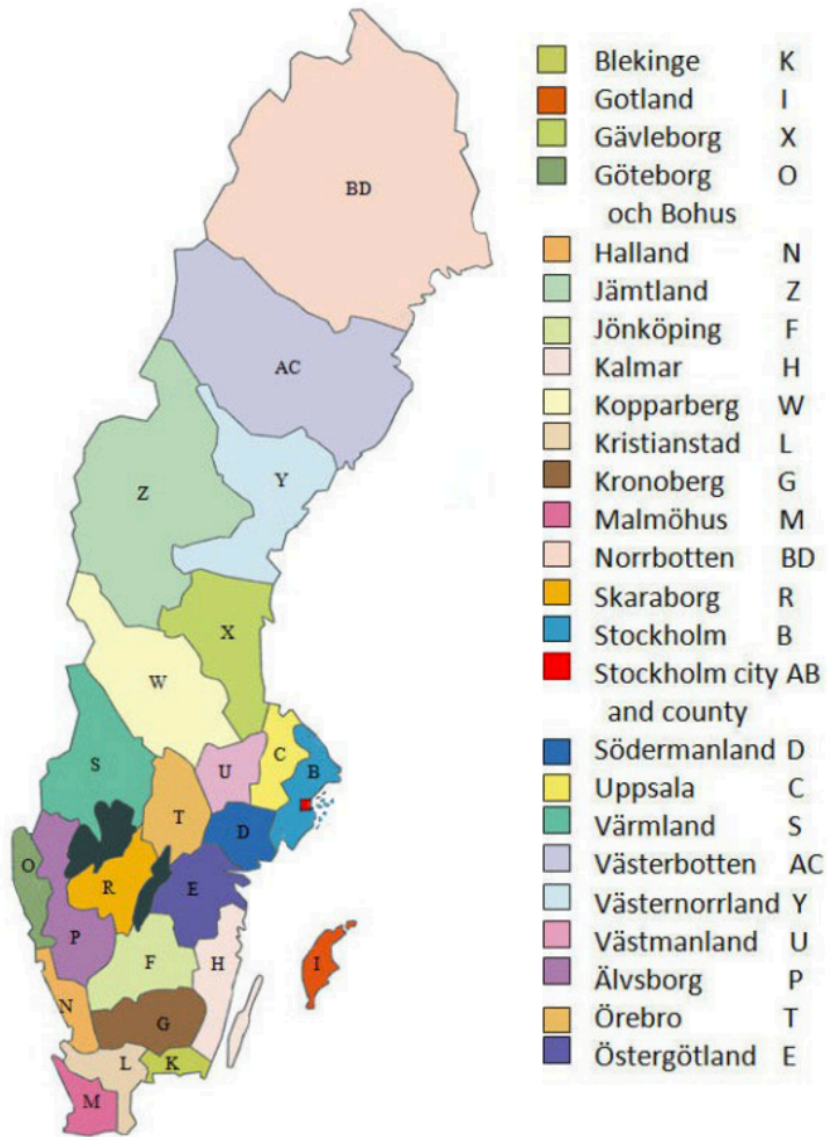 BD
AC
Z
Y
X
W
S
U
C
B
T
D
O
R
E
P
F
H
I
N
G
L
K
M
Blekinge K
Gotland I
Gävleborg X
Göteborg O
och Bohus
Halland N
Jämtland Z
Jönköping F
Kalmar H
Kopparberg W
Kristianstad L
Kronoberg G
Malmöhus M
Norrbotten BD
Skaraborg R
Stockholm B
Stockholm city AB
and county
Södermanland D
Uppsala C
Värmland S
Västerbotten AC
Västernorrland Y
Västmanland U
Älvsborg P
Örebro T
Östergötland E